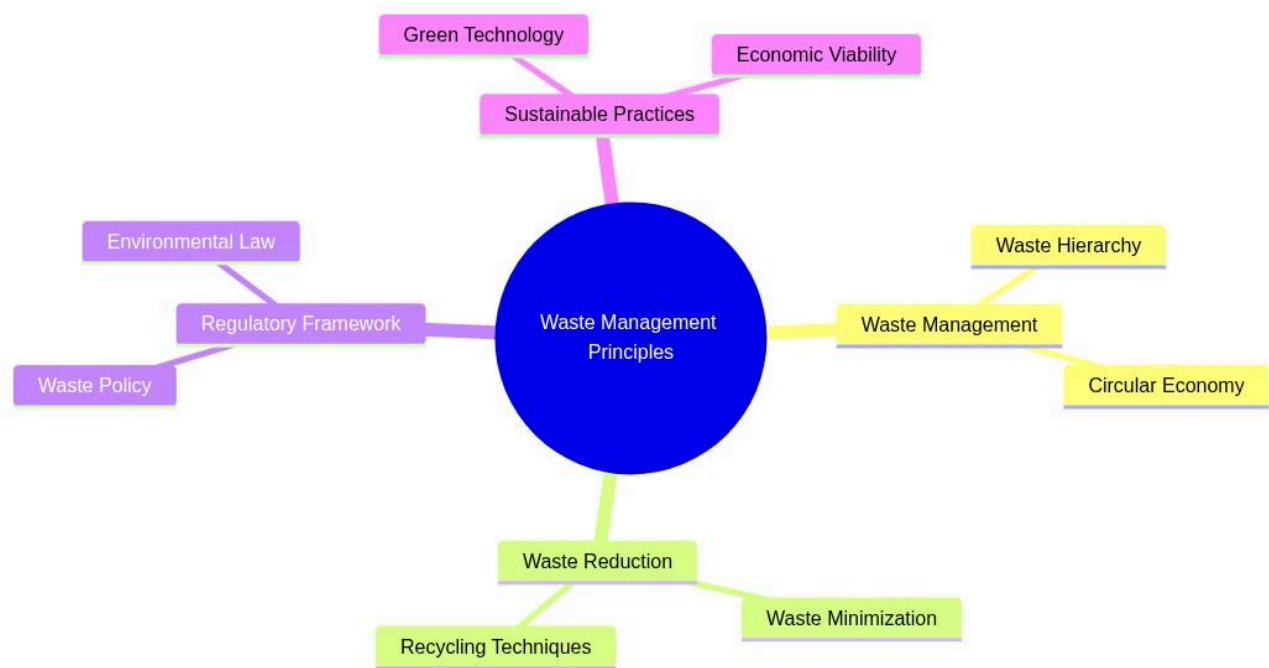 Green Technology
Economic Viability
Sustainable Practices
Environmental Law
Waste Hierarchy
Regulatory Framework
Waste Management
Principles
Waste Management
Waste Policy
Circular Economy
Waste Reduction
Waste Minimization
Recycling Techniques